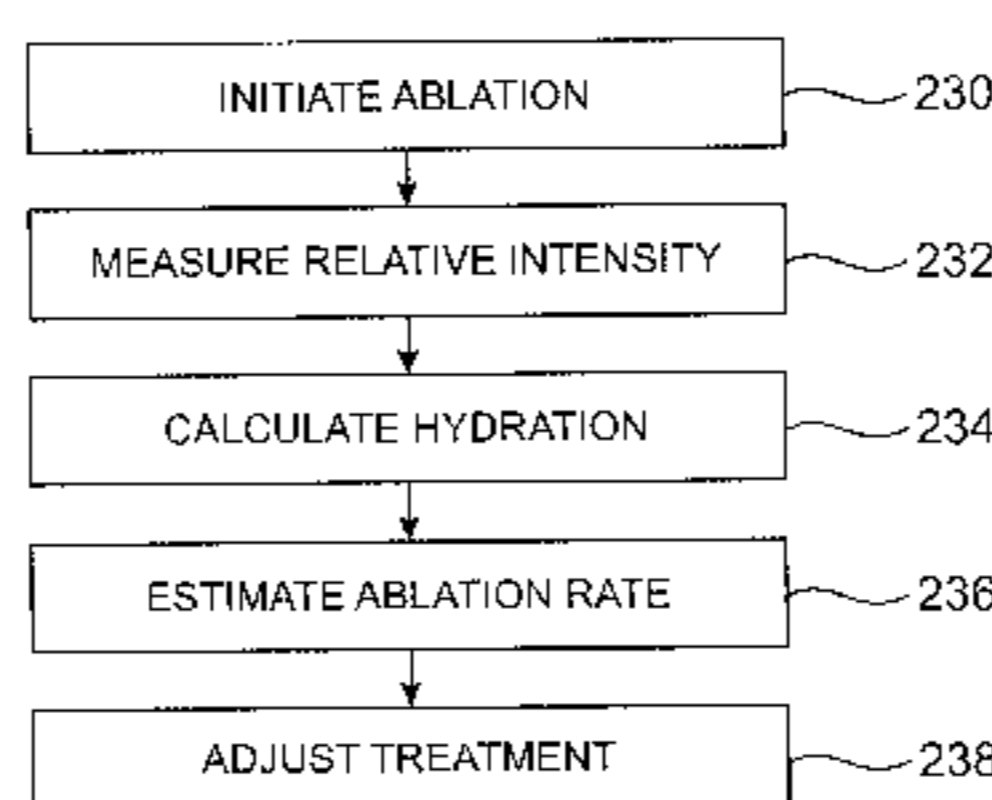 INITIATE ABLATION 230
MEASURE RELATIVE INTENSITY 232
CALCULATE HYDRATION 234
ESTIMATE ABLATION RATE 236
ADJUST TREATMENT 238